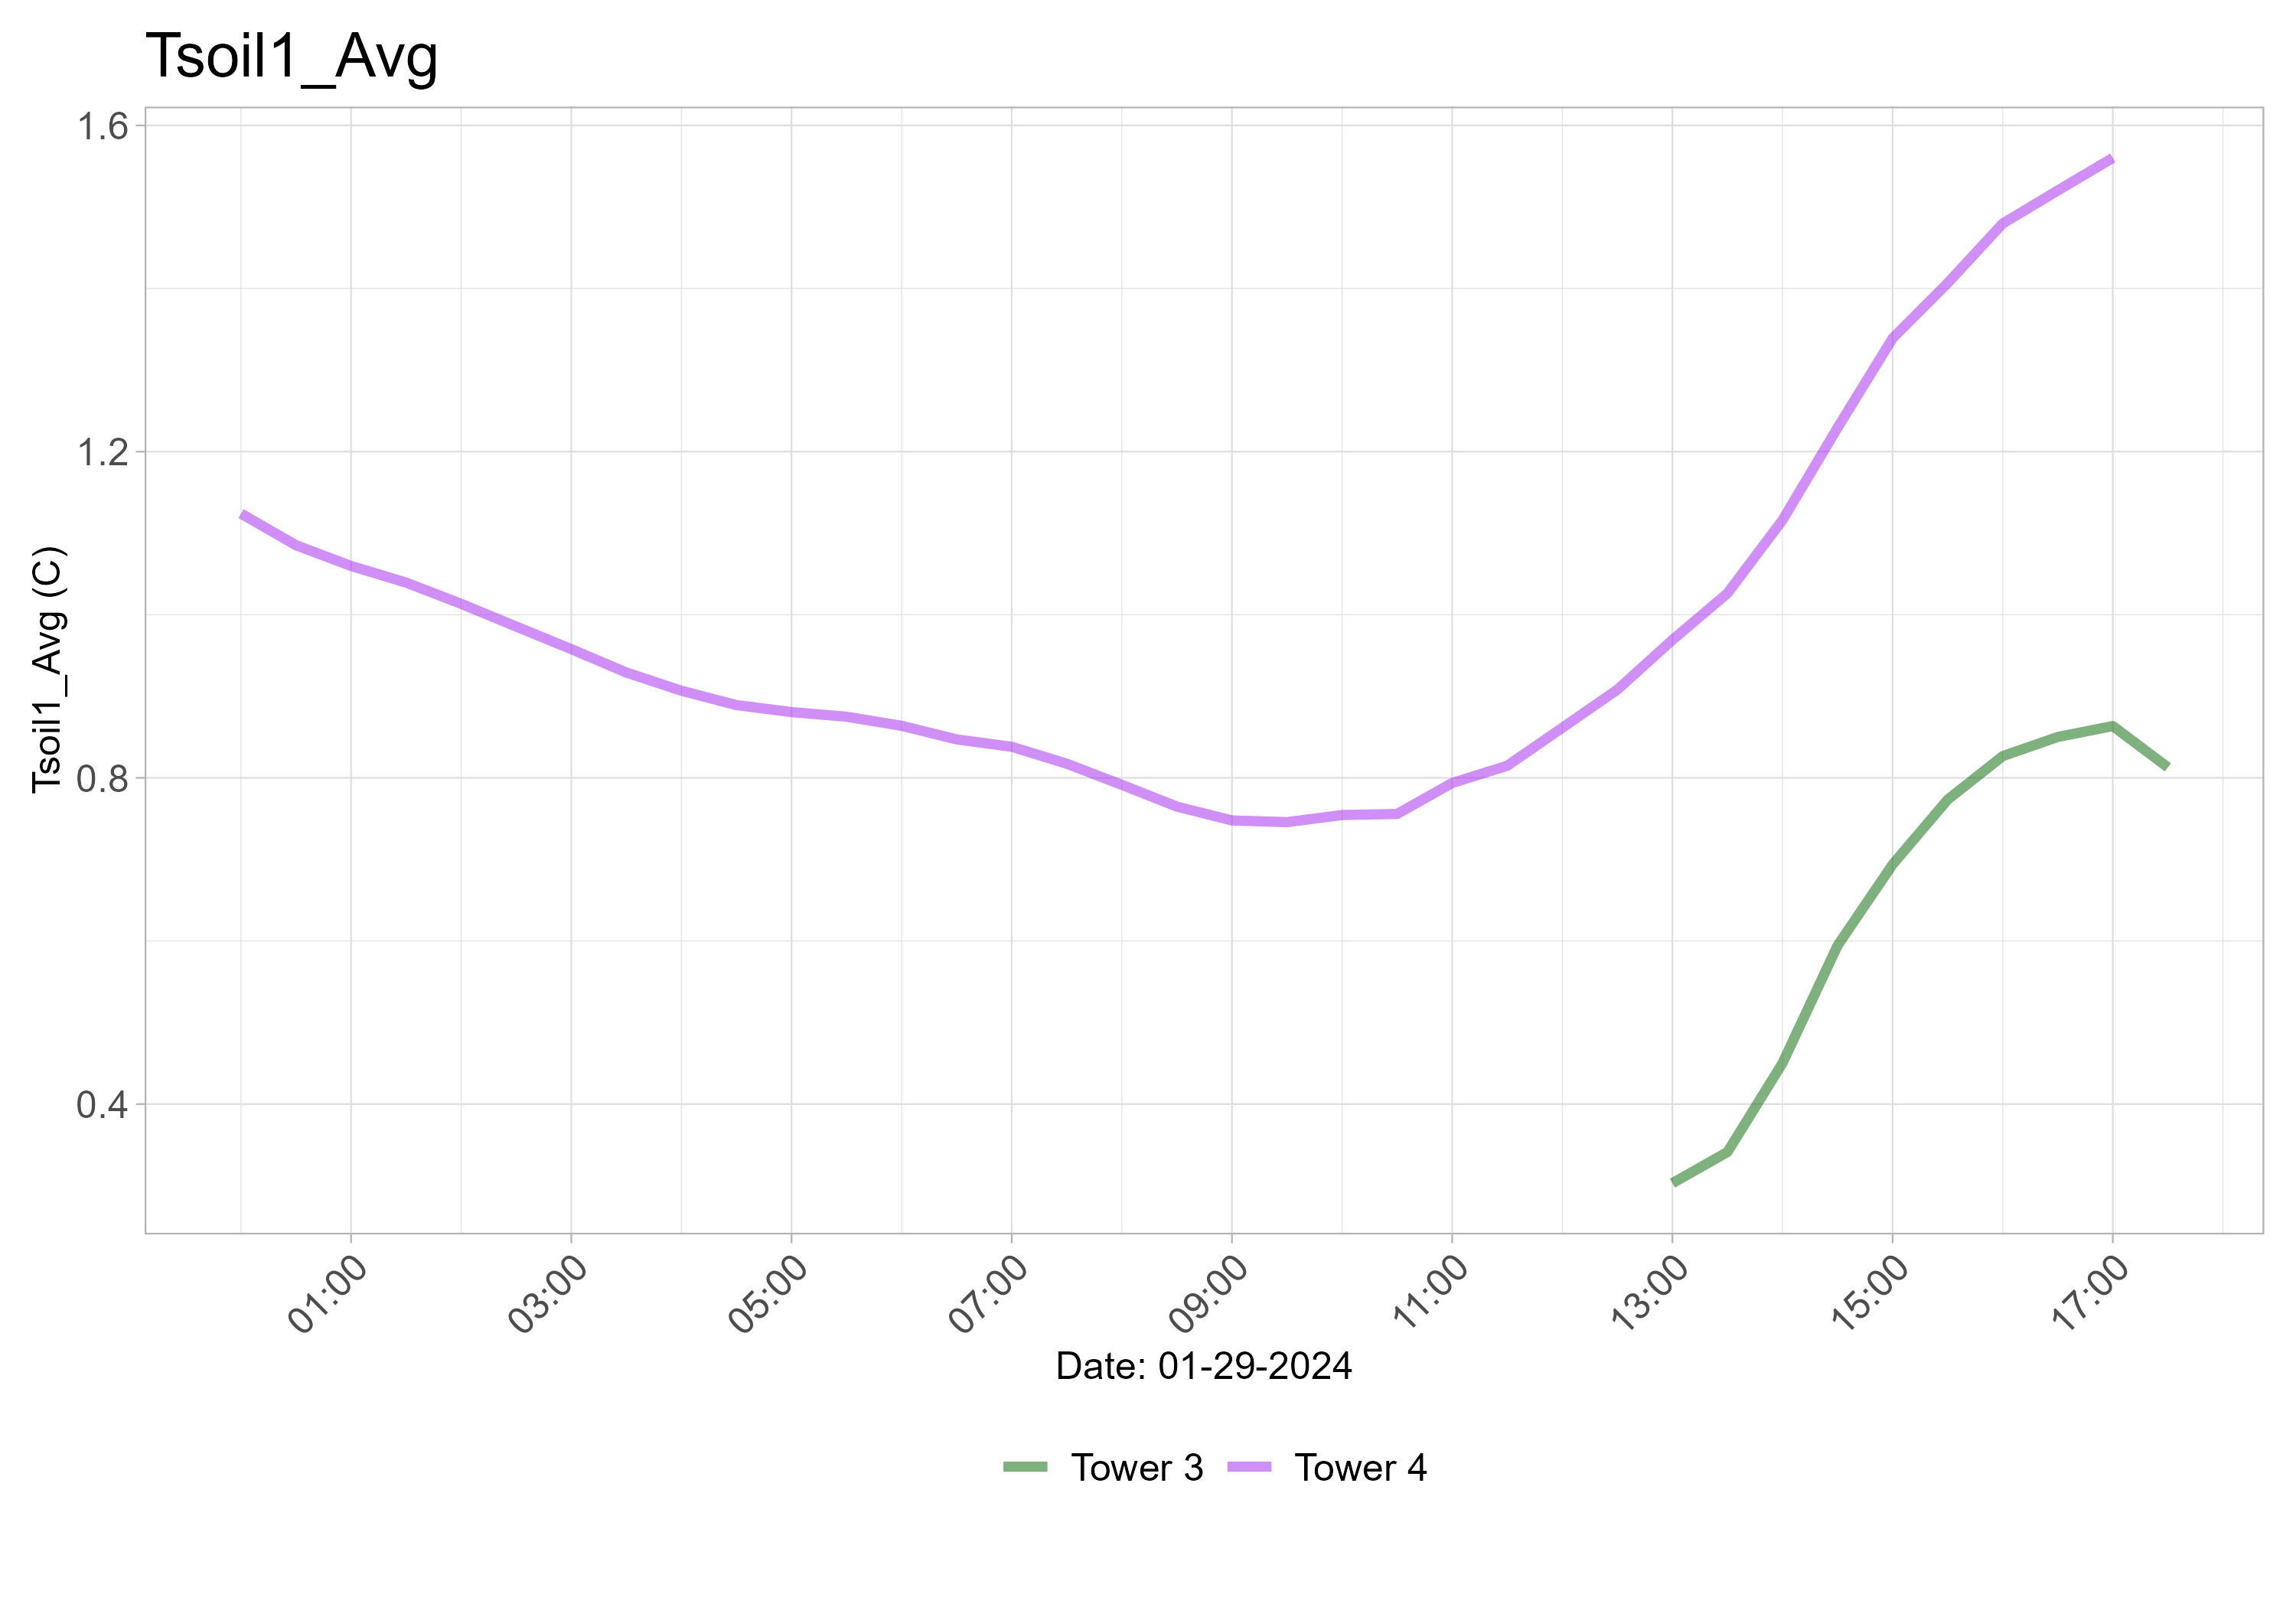 Tsoil1_Avg
1.6
1.2
0.8
0.4
Tsoil1_Avg (C)
01:00 03:00 05:00 07:00 09:00 11:00 13:00 15:00 17:00
Date: 01-29-2024
Tower 3 Tower 4